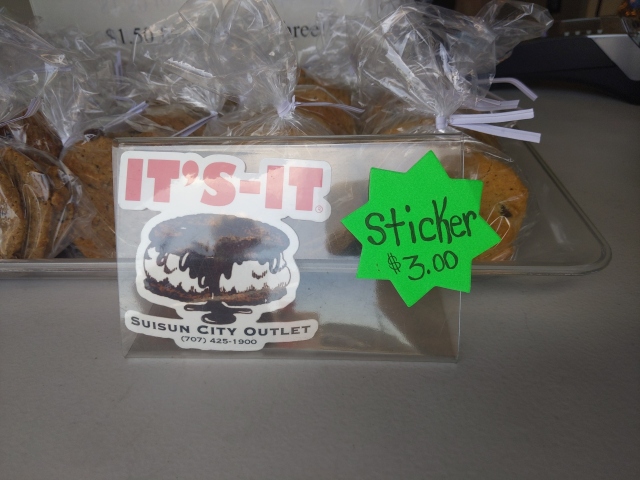 $1.50
IT'S-IT®
SUISUN CITY OUTLET
(707) 425-1900
Sticker
$3.00